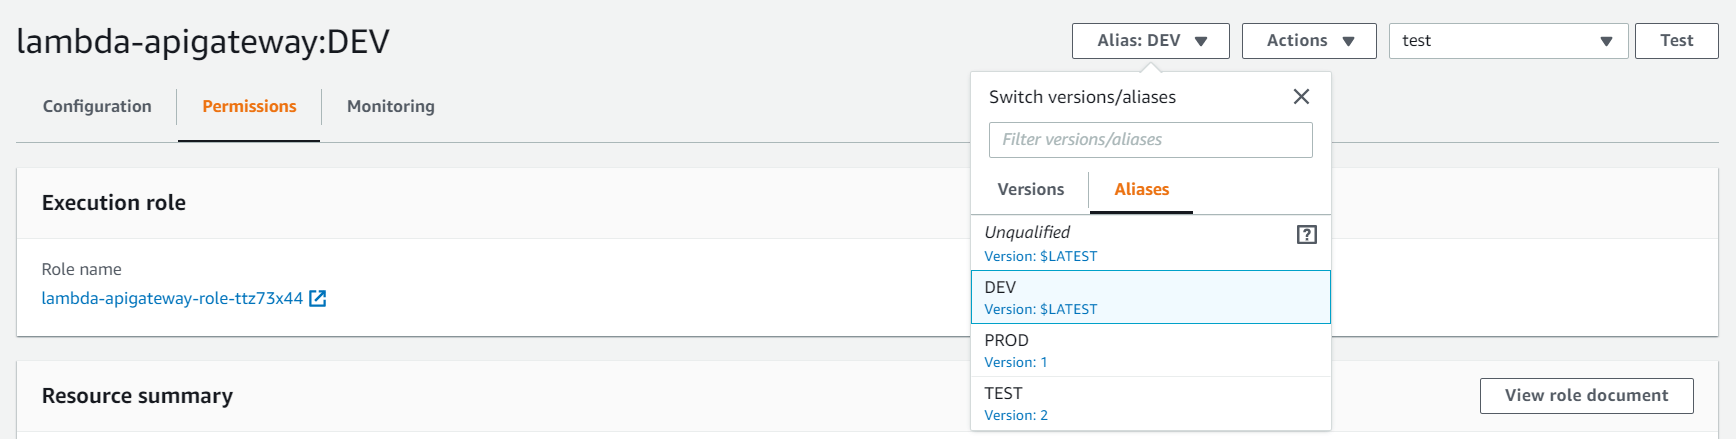 lambda-apigateway:DEV
Alias: DEV
Actions
test
Test
Configuration
Permissions
Monitoring
Switch versions/aliases
Filter versions/aliases
Versions
Aliases
Unqualified
Version: $LATEST
DEV
Version: $LATEST
PROD
Version: 1
TEST
Version: 2
Execution role
Role name
lambda-apigateway-role-ttz73x44
Resource summary
View role document